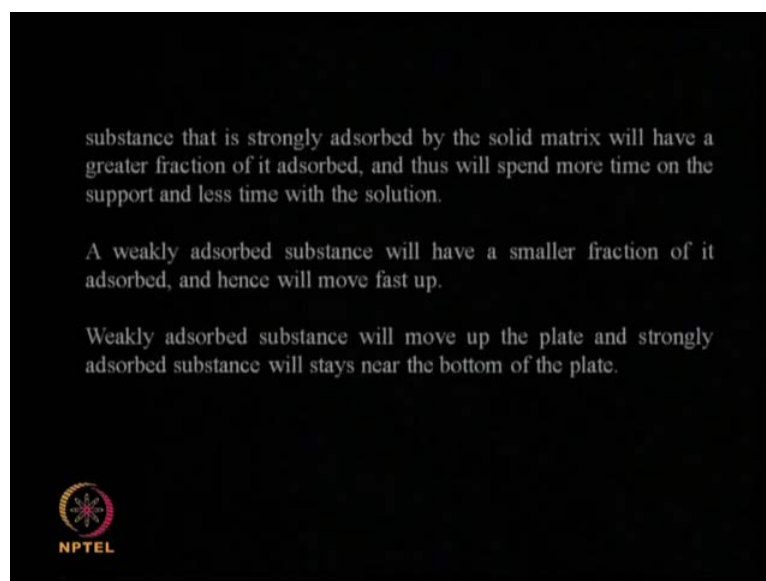 substance that is strongly adsorbed by the solid matrix will have a
greater fraction of it adsorbed, and thus will spend more time on the
support and less time with the solution.
A weakly adsorbed substance will have a smaller fraction of it
adsorbed, and hence will move fast up.
Weakly adsorbed substance will move up the plate and strongly
adsorbed substance will stays near the bottom of the plate.
NPTEL